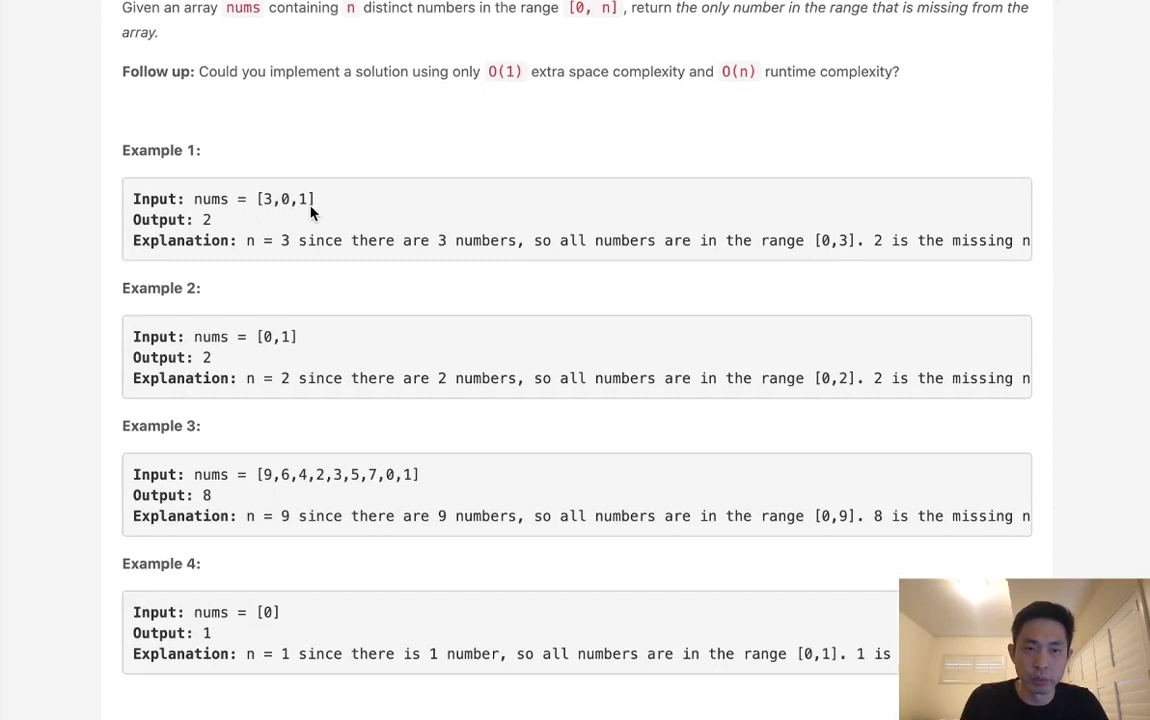 Given an array nums containing n distinct numbers in the range [0, n], return the only number in the range that is missing from the
array.
Follow up: Could you implement a solution using only O(1) extra space complexity and O(n) runtime complexity?
Example 1:
Input: nums = [3,0,1]
Output: 2
Explanation: n = 3 since there are 3 numbers, so all numbers are in the range [0,3]. 2 is the missing n
Example 2:
Input: nums = [0,1]
Output: 2
Explanation: n = 2 since there are 2 numbers, so all numbers are in the range [0,2]. 2 is the missing n
Example 3:
Input: nums = [9,6,4,2,3,5,7,0,1]
Output: 8
Explanation: n = 9 since there are 9 numbers, so all numbers are in the range [0,9]. 8 is the missing n
Example 4:
Input: nums = [0]
Output: 1
Explanation: n = 1 since there is 1 number, so all numbers are in the range [0,1]. 1 is